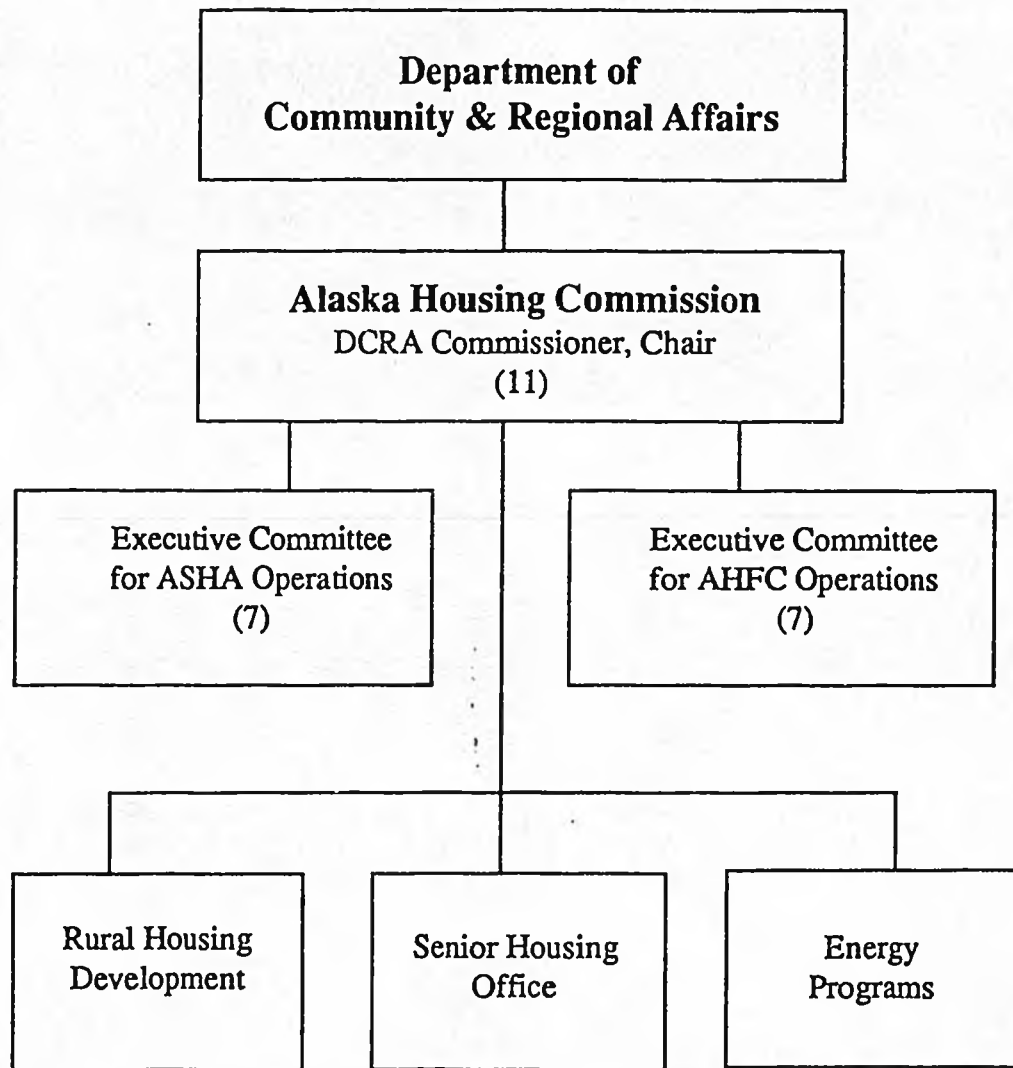 Department of
Community & Regional Affairs
Alaska Housing Commission
DCRA Commissioner, Chair
(11)
Executive Committee
for ASHA Operations
(7)
Executive Committee
for AHFC Operations
(7)
Rural Housing
Development
Senior Housing
Office
Energy
Programs